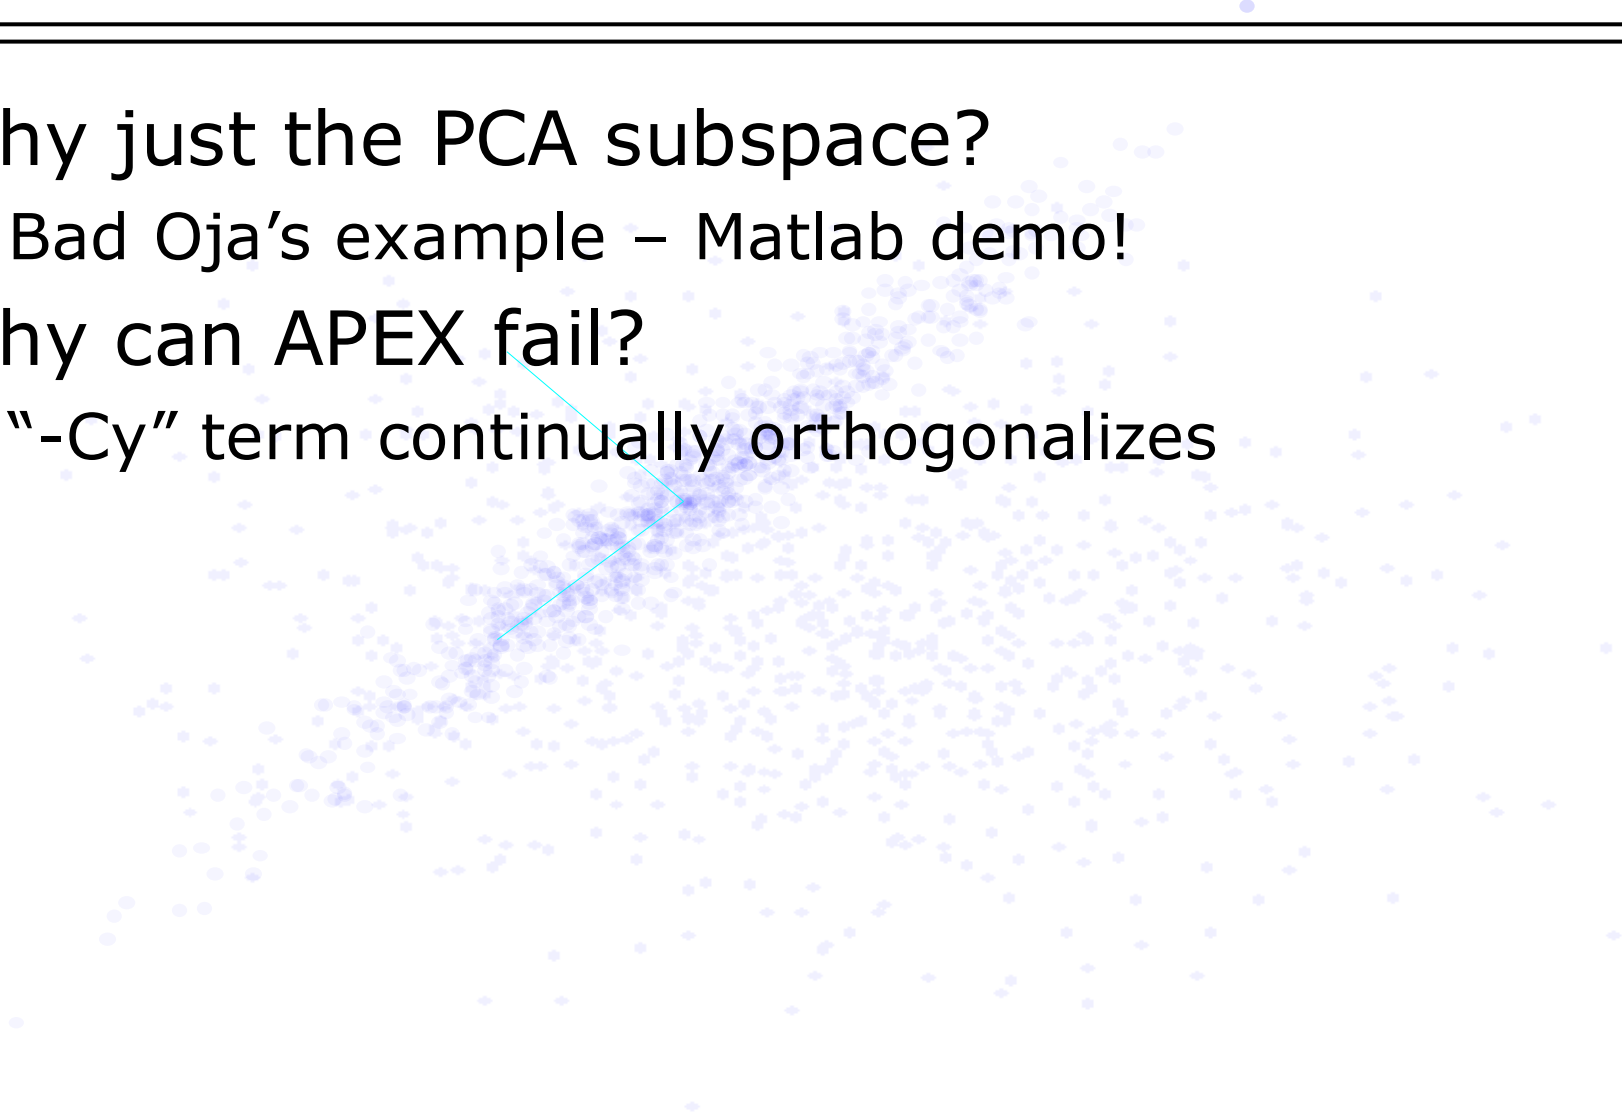 hy just the PCA subspace?
Bad Oja’s example – Matlab demo!
hy can APEX fail?
“-Cy” term continually orthogonalizes